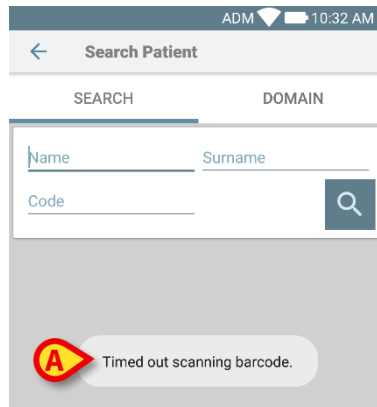 ADM 10:32 AM
Search Patient
SEARCH DOMAIN
Name Surname
Code
A Timed out scanning barcode.